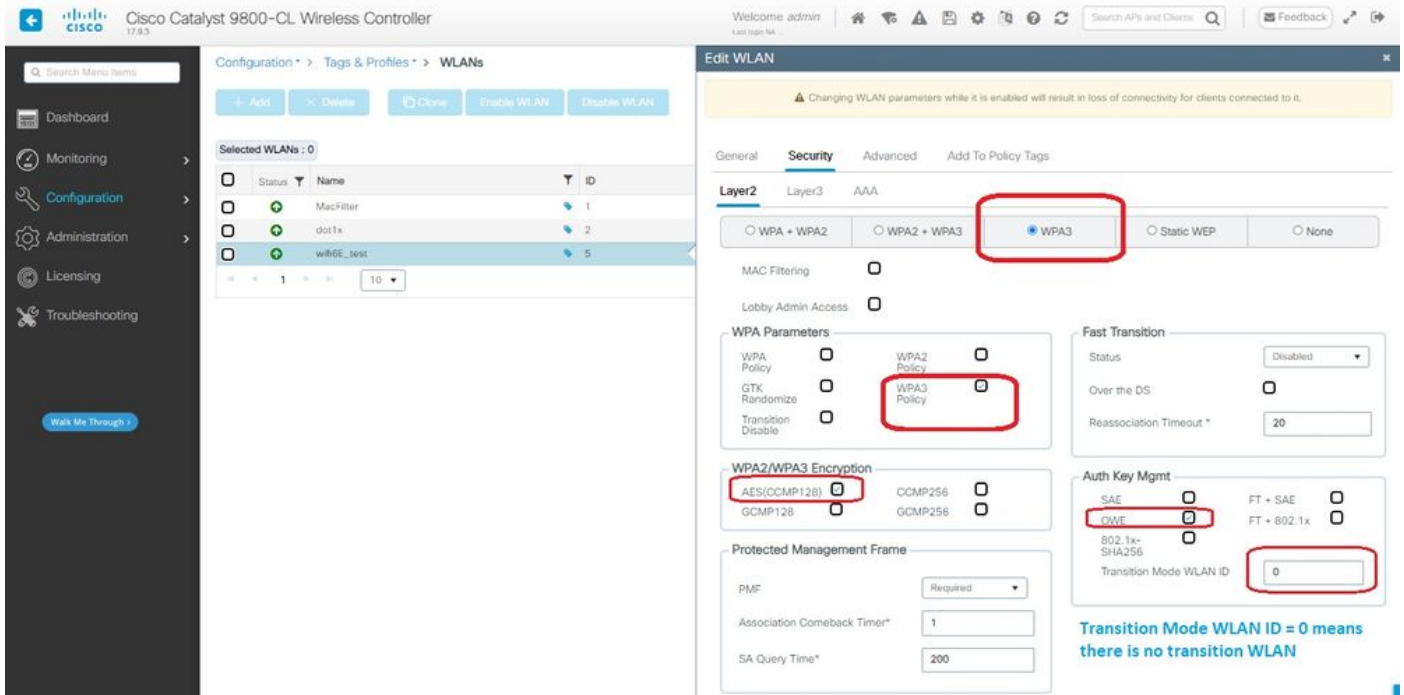 CISCO
Cisco Catalyst 9800-CL Wireless Controller
17.9.3
Welcome admin
Last login NA ...
Search APs and Clients
Feedback
Search Menu Items
Dashboard
Monitoring
Configuration
Administration
Licensing
Troubleshooting
Walk Me Through >
Configuration > Tags & Profiles > WLANs
+ Add × Delete Clone Enable WLAN Disable WLAN
Selected WLANs : 0
Status Name ID
MacFilter 1
dot1x 2
wifi6E_test 5
1 10
Edit WLAN
Changing WLAN parameters while it is enabled will result in loss of connectivity for clients connected to it.
General Security Advanced Add To Policy Tags
Layer2 Layer3 AAA
WPA + WPA2 WPA2 + WPA3 WPA3 Static WEP None
MAC Filtering
Lobby Admin Access
WPA Parameters
WPA Policy WPA2 Policy
GTK Randomize WPA3 Policy
Transition Disable
Fast Transition
Status Disabled
Over the DS
Reassociation Timeout * 20
WPA2/WPA3 Encryption
AES(CCMP128) CCMP256
GCMP128 GCMP256
Auth Key Mgmt
SAE FT + SAE
OWE FT + 802.1x
802.1x-SHA256
Transition Mode WLAN ID 0
Protected Management Frame
PMF Required
Association Comeback Timer* 1
SA Query Time* 200
Transition Mode WLAN ID = 0 means
there is no transition WLAN